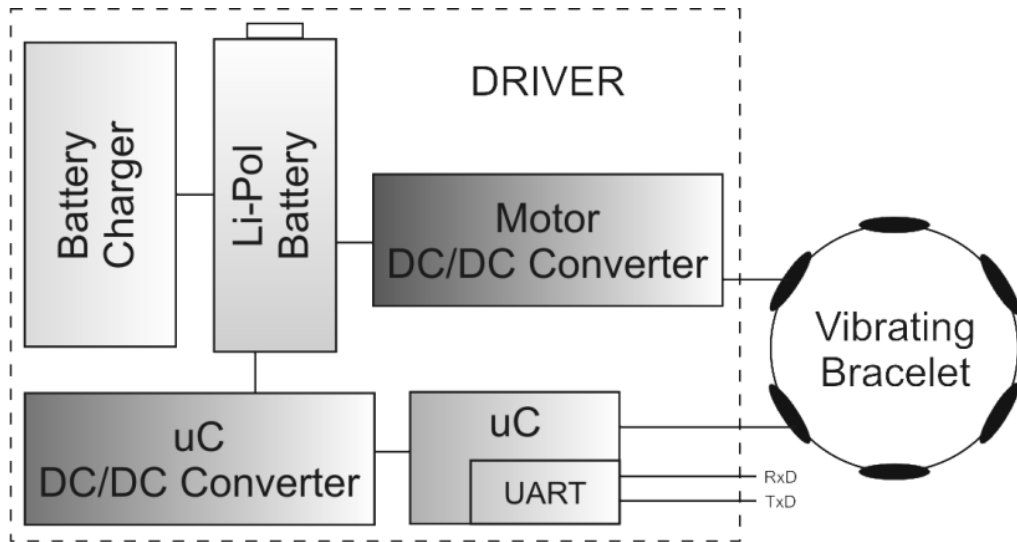 DRIVER
Battery
Charger
Li-Pol
Battery
Motor
DC/DC Converter
Vibrating
Bracelet
uC
DC/DC Converter
uC
UART
RxD
TxD